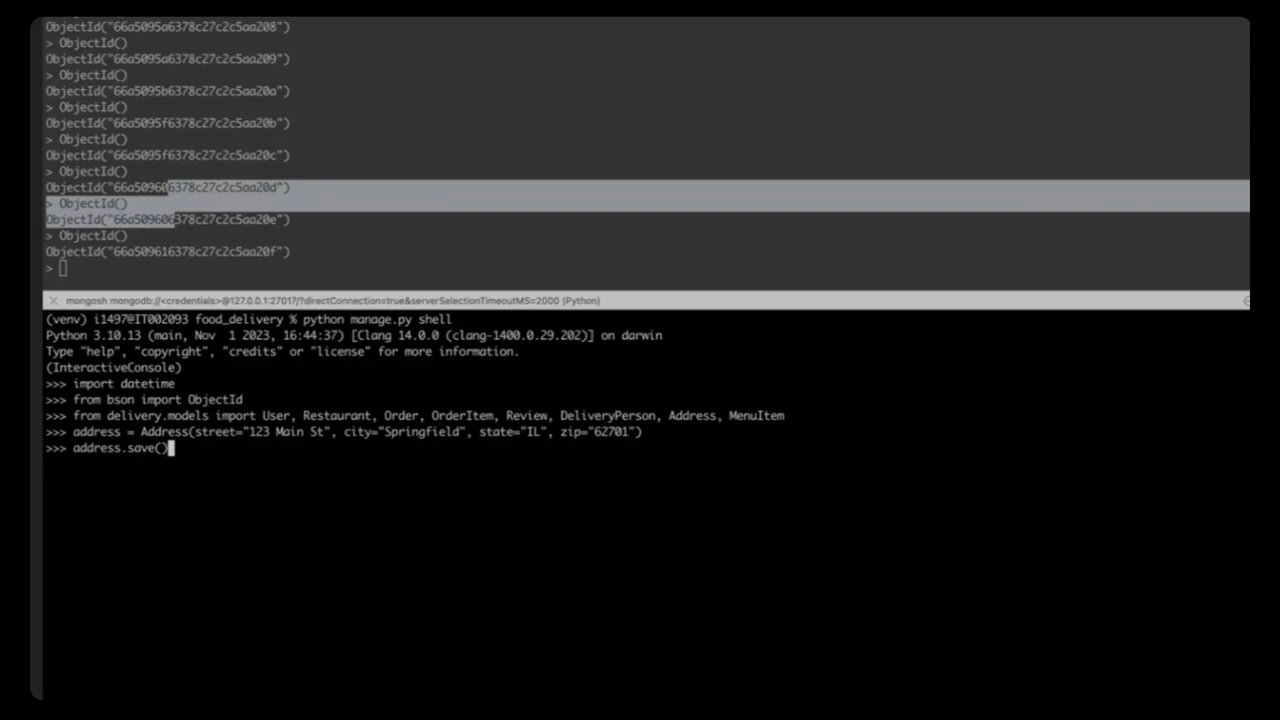 ObjectId("66a5095a6378c27c2c5aa208")
> ObjectId()
ObjectId("66a5095a6378c27c2c5aa209")
> ObjectId()
ObjectId("66a5095b6378c27c2c5aa20a")
> ObjectId()
ObjectId("66a5095f6378c27c2c5aa20b")
> ObjectId()
ObjectId("66a5095f6378c27c2c5aa20c")
> ObjectId()
ObjectId("66a509606378c27c2c5aa20d")
> ObjectId()
ObjectId("66a509606378c27c2c5aa20e")
> ObjectId()
ObjectId("66a509616378c27c2c5aa20f")
>
mongosh mongodb://<credentials>@127.0.0.1:27017/?directConnection=true&serverSelectionTimeoutMS=2000 (Python)
(venv) i1497@IT002093 food_delivery % python manage.py shell
Python 3.10.13 (main, Nov  1 2023, 16:44:37) [Clang 14.0.0 (clang-1400.0.29.202)] on darwin
Type "help", "copyright", "credits" or "license" for more information.
(InteractiveConsole)
>>> import datetime
>>> from bson import ObjectId
>>> from delivery.models import User, Restaurant, Order, OrderItem, Review, DeliveryPerson, Address, MenuItem
>>> address = Address(street="123 Main St", city="Springfield", state="IL", zip="62701")
>>> address.save()